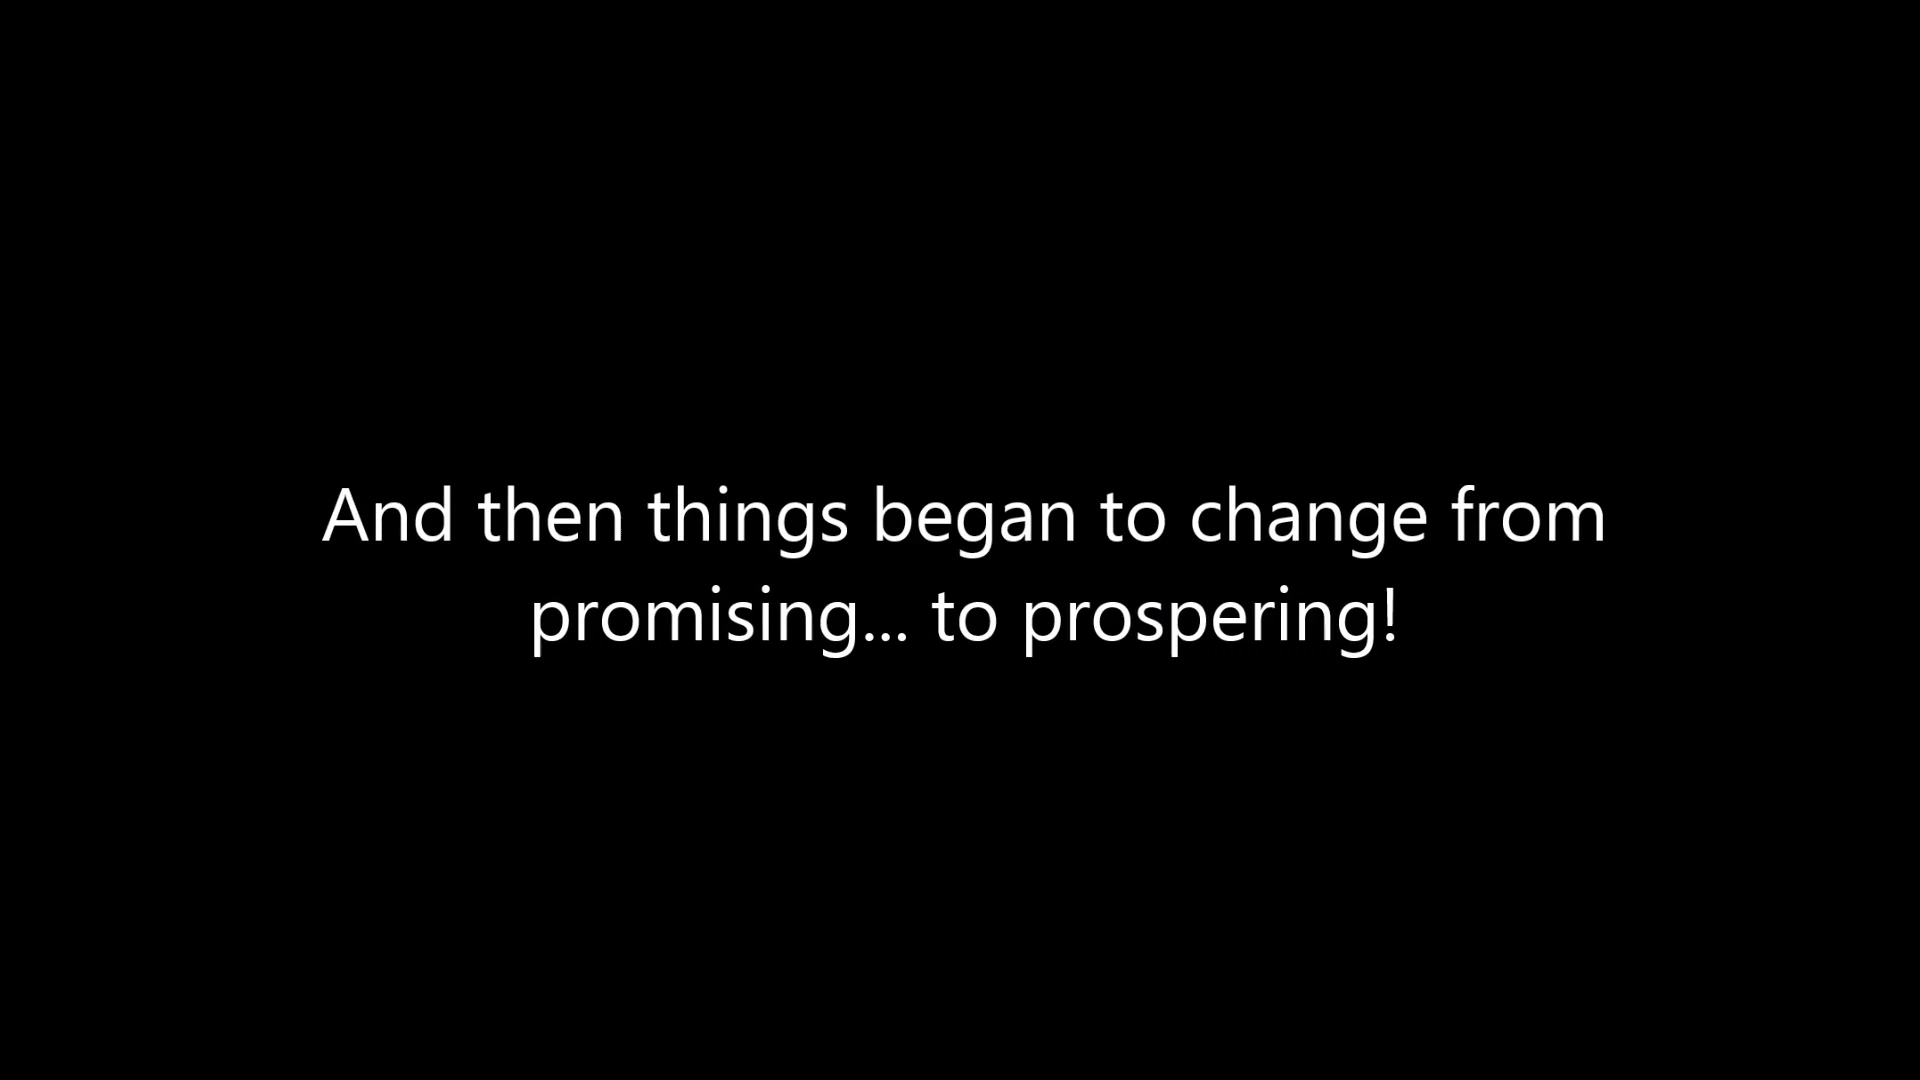 And then things began to change from
promising... to prospering!